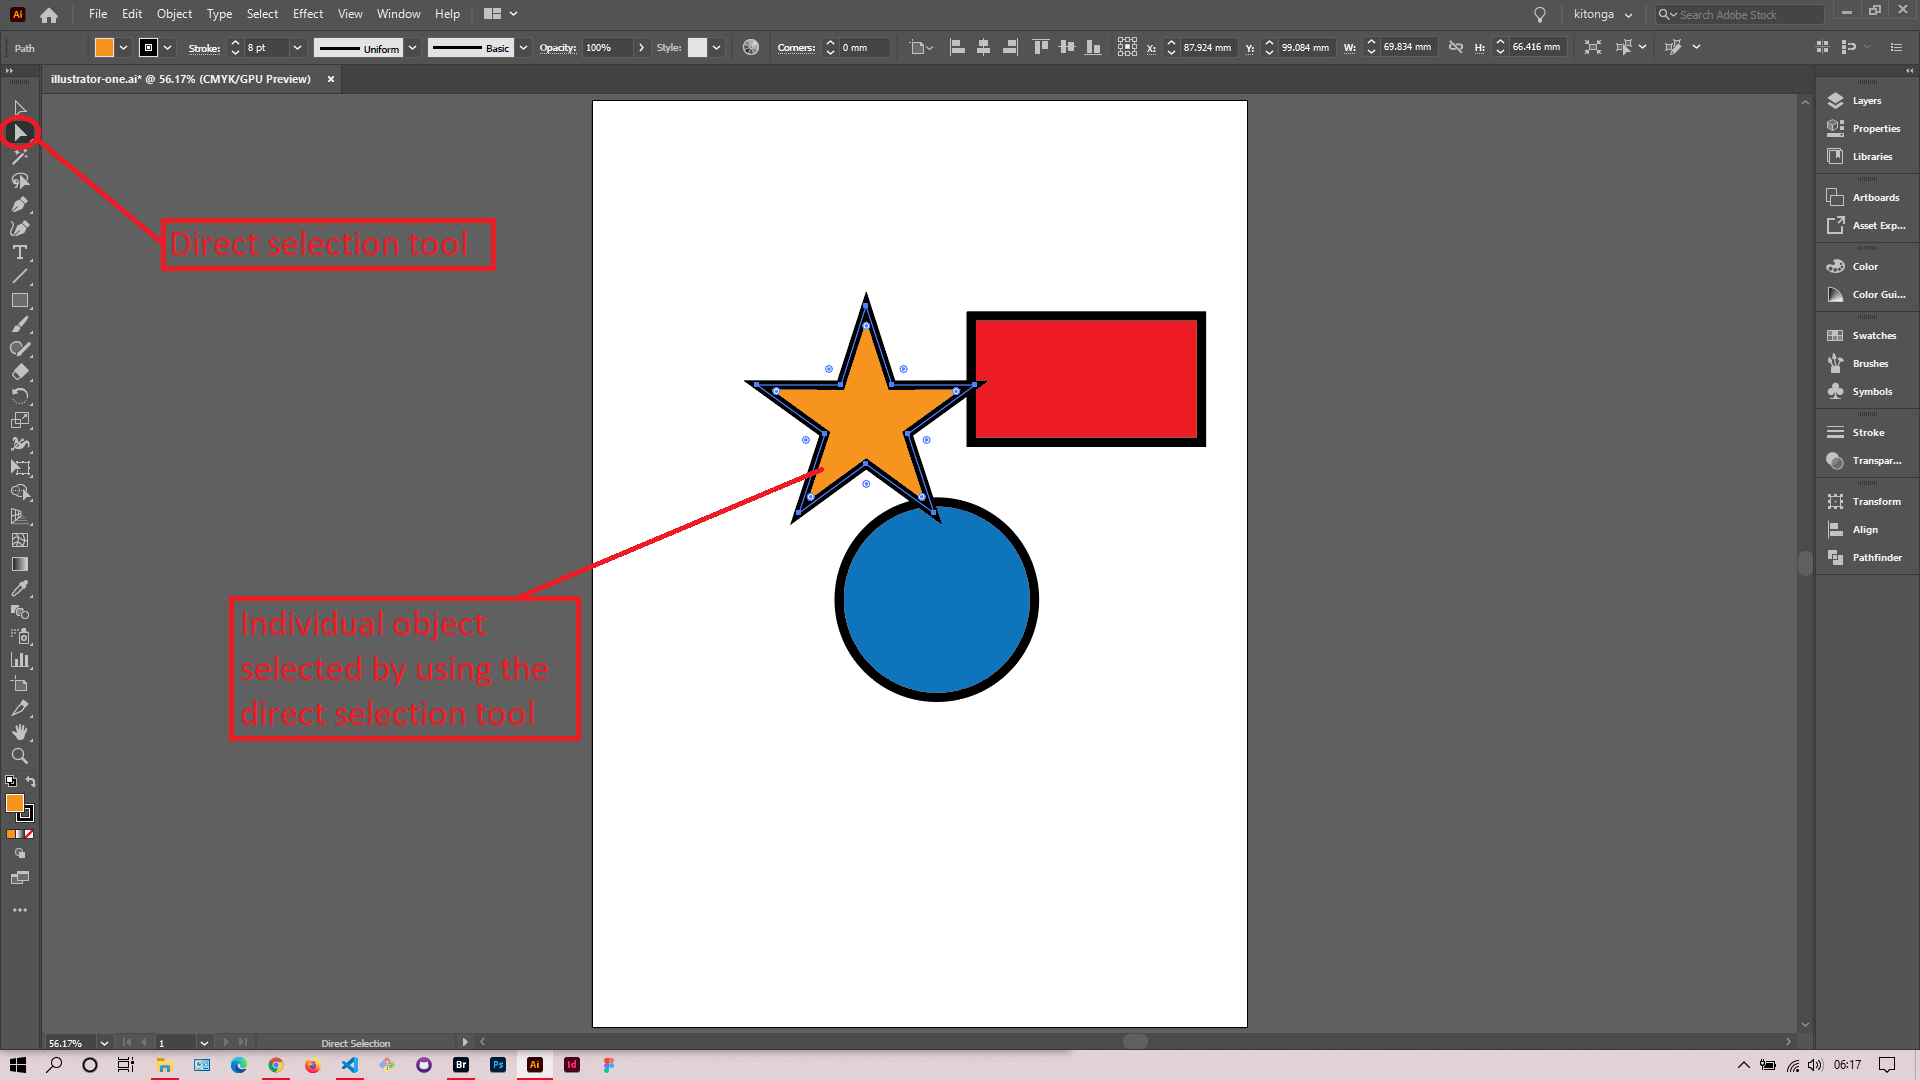 Ai File Edit Object Type Select Effect View Window Help kitonga Search Adobe Stock
Path Stroke: 8 pt Uniform Basic Opacity: 100% Style: Corners: 0 mm X: 87.924 mm Y: 99.084 mm W: 69.834 mm H: 66.416 mm
illustrator-one.ai* @ 56.17% (CMYK/GPU Preview) ×
Direct selection tool
Individual object
selected by using the
direct selection tool
Layers
Properties
Libraries
Artboards
Asset Exp...
Color
Color Gui...
Swatches
Brushes
Symbols
Stroke
Transpar...
Transform
Align
Pathfinder
56.17% 1 Direct Selection
Br Ps Ai Id 06:17